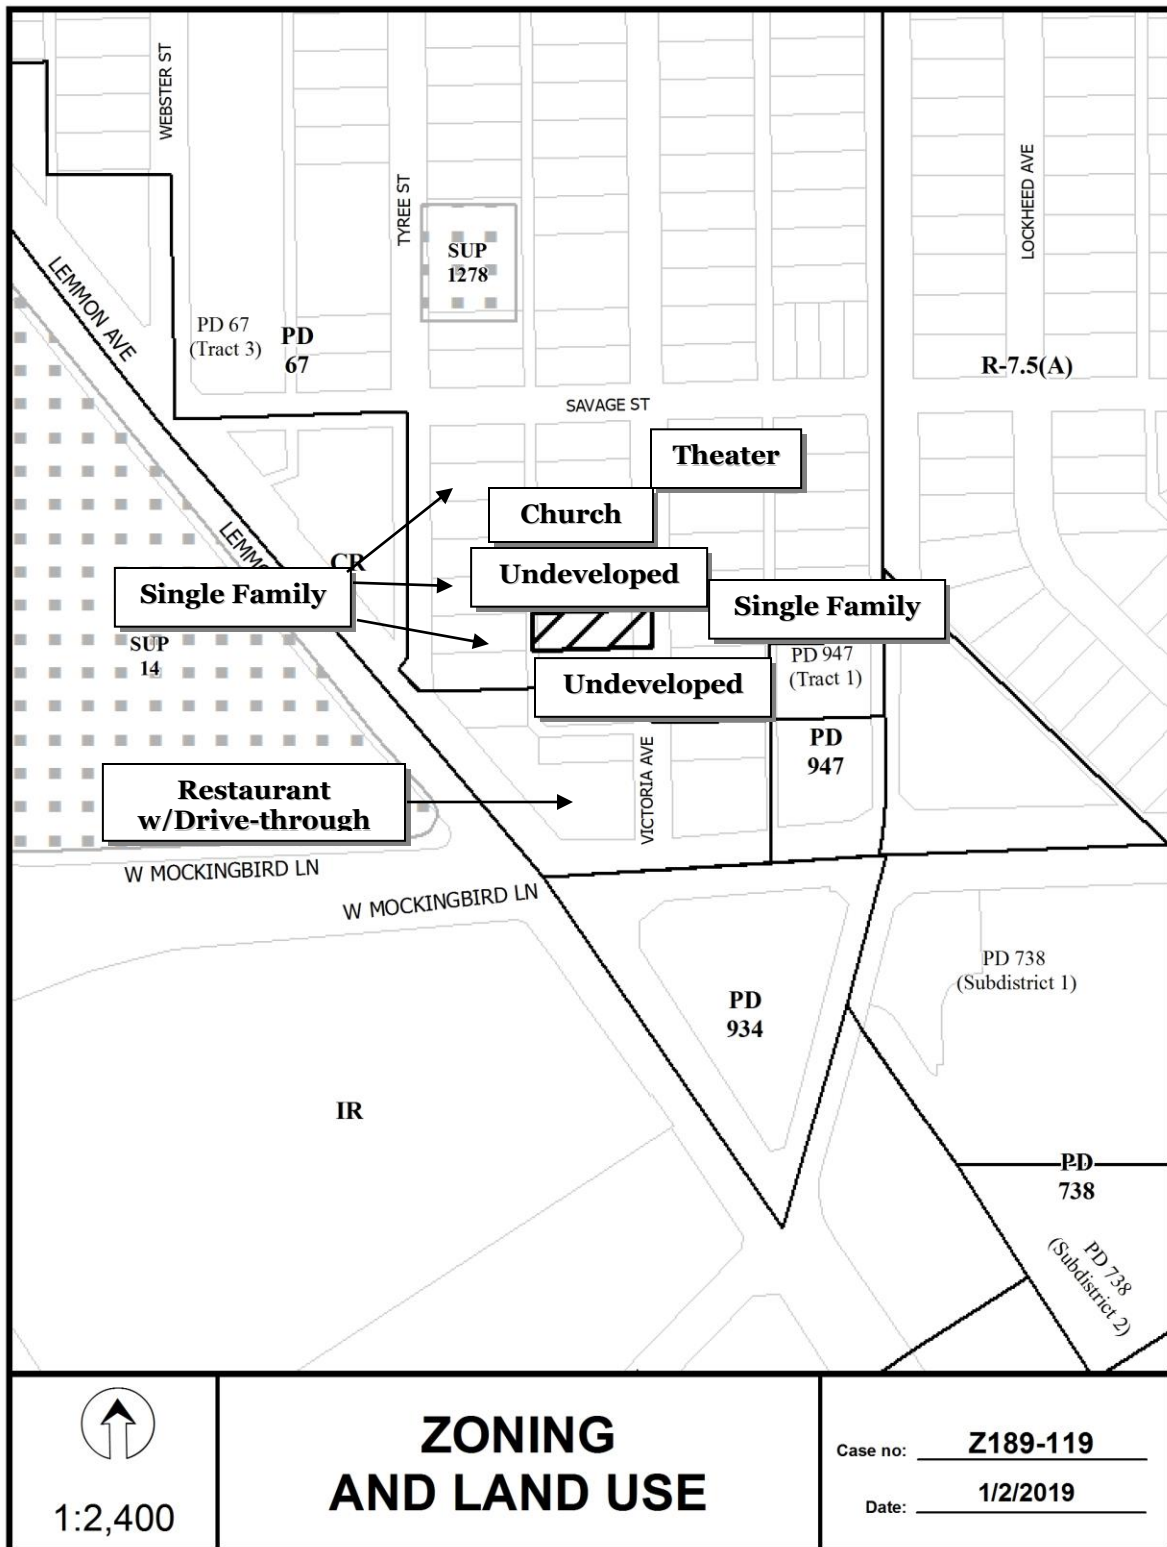 WEBSTER ST
TYREE ST
LOCKHEED AVE
SUP
1278
LEMMON AVE
PD 67
(Tract 3)
PD
67
R-7.5(A)
SAVAGE ST
Theater
Church
LEMMO
CR
Undeveloped
Single Family
Single Family
SUP
14
PD 947
(Tract 1)
Undeveloped
PD
947
VICTORIA AVE
Restaurant
w/Drive-through
W MOCKINGBIRD LN
W MOCKINGBIRD LN
PD 738
(Subdistrict 1)
PD
934
IR
PD
738
PD 738
(Subdistrict 2)
1:2,400
ZONING
AND LAND USE
Case no: Z189-119
Date: 1/2/2019